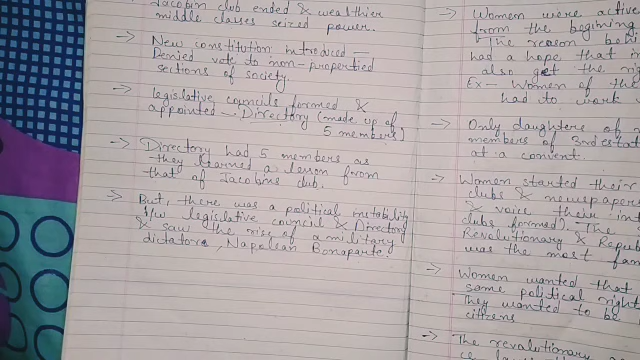 Jacobin club ended & wealthier
middle classes seized power.
→ New constitution introduced —
Denied vote to non-propertied
sections of society.
→ legislative councils formed &
appointed — Directory (made up of
5 members)
→ Directory had 5 members as
they learned a lesson from
that of Jacobins club.
→ But, there was a political instability
b/w legislative council & Directory
& saw the rise of a military
dictator, Napolean Bonaparte.
→ Women were active
from the begining
The reason behi
had a hope that
also get the rig
Ex — Women of the
had to work
→ Only daughters of
members of 3rd estat
at a convent.
→ Women started their
clubs & newspapers
& voice their in
clubs formed). The
Revolutionary & Repub
was the most fam
→ Women wanted that
same political right
They wanted to be
citizens
→ The revolutionary